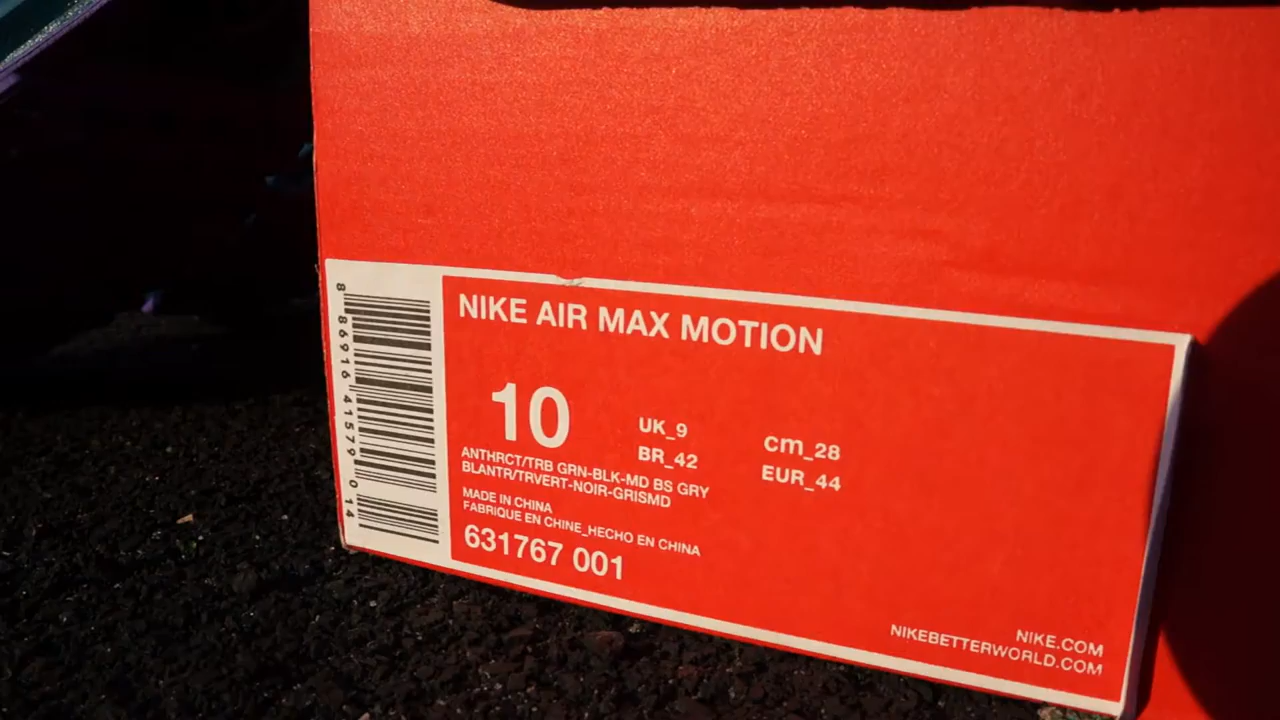 NIKE AIR MAX MOTION
10
UK_9
cm_28
BR_42
EUR_44
ANTHRCT/TRB GRN-BLK-MD BS GRY
BLANTR/TRVERT-NOIR-GRISMD
MADE IN CHINA
FABRIQUE EN CHINE_HECHO EN CHINA
631767 001
NIKE.COM
NIKEBETTERWORLD.COM
8 86916 41579 0 14